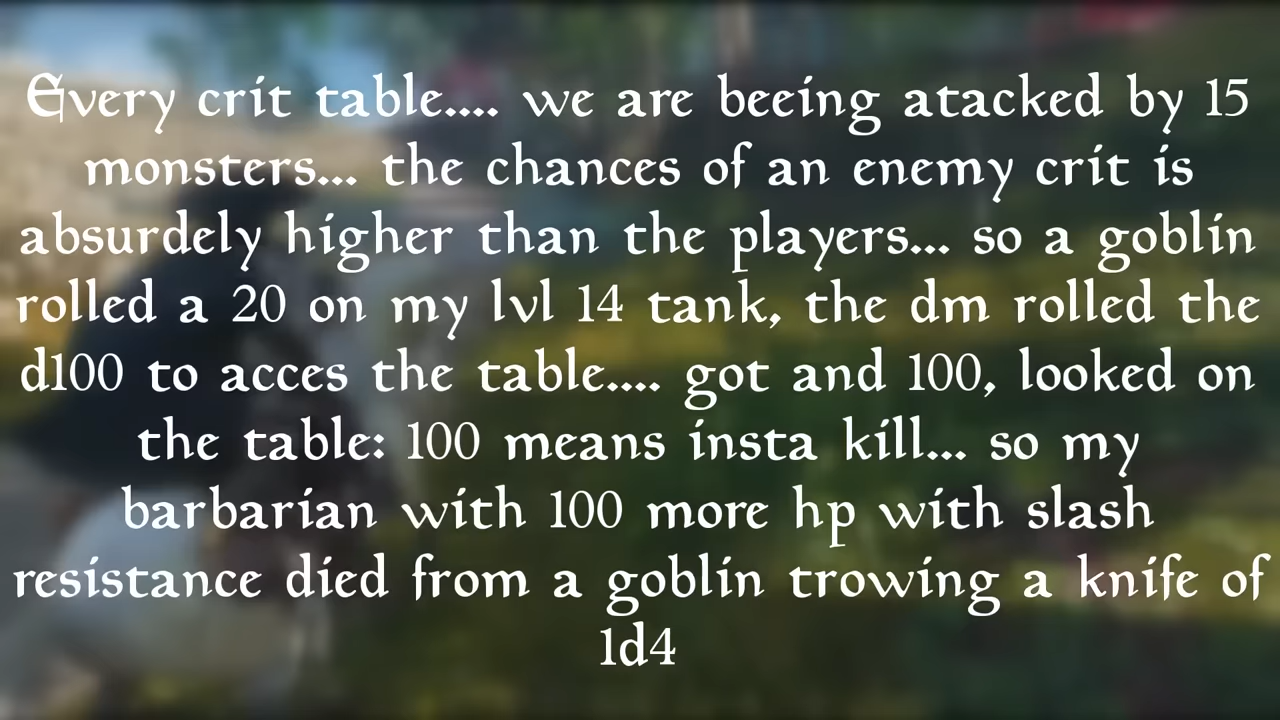 Every crit table.... we are beeing atacked by 15
monsters... the chances of an enemy crit is
absurdely higher than the players... so a goblin
rolled a 20 on my lvl 14 tank, the dm rolled the
d100 to acces the table.... got and 100, looked on
the table: 100 means insta kill... so my
barbarian with 100 more hp with slash
resistance died from a goblin trowing a knife of
1d4